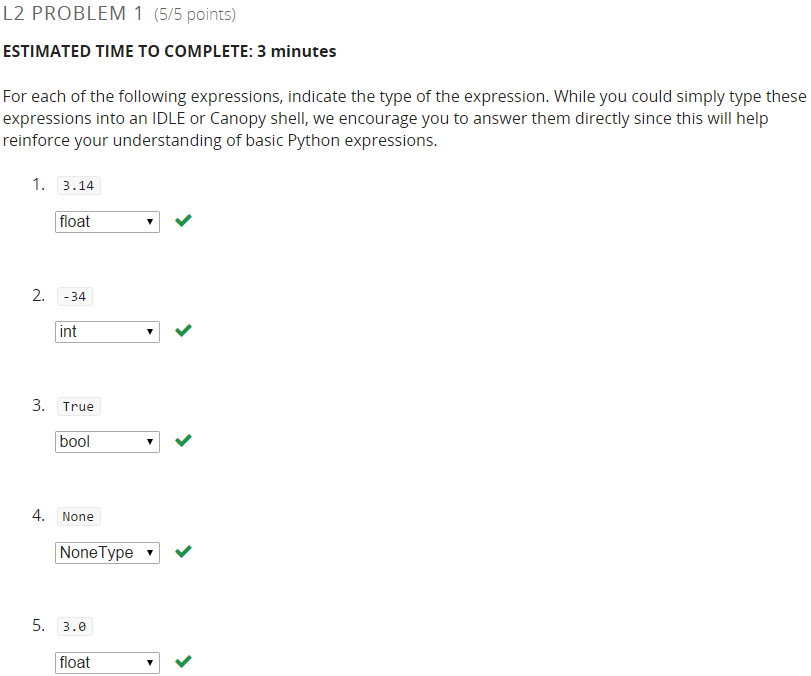 L2 PROBLEM 1 (5/5 points)
ESTIMATED TIME TO COMPLETE: 3 minutes
For each of the following expressions, indicate the type of the expression. While you could simply type these
expressions into an IDLE or Canopy shell, we encourage you to answer them directly since this will help
reinforce your understanding of basic Python expressions.
1. 3.14
float
2. -34
int
3. True
bool
4. None
NoneType
5. 3.0
float